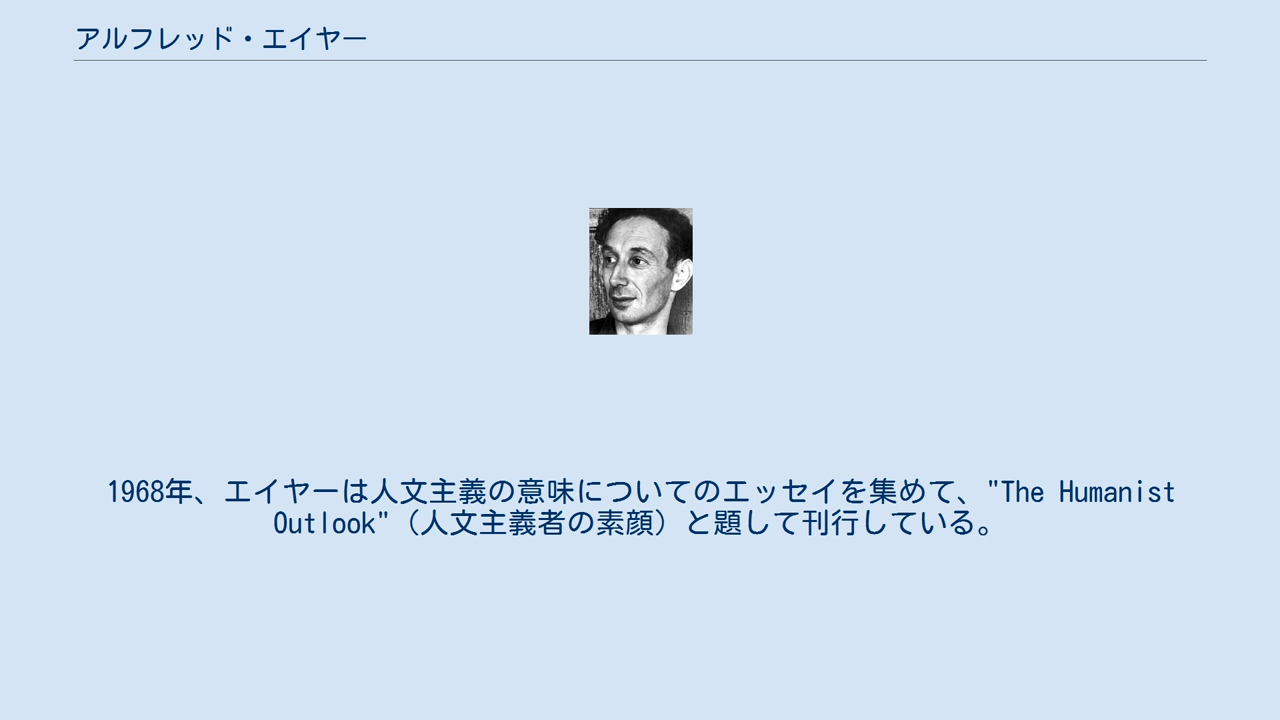 アルフレッド・エイヤー
1968年、エイヤーは人文主義の意味についてのエッセイを集めて、"The Humanist
Outlook"（人文主義者の素顔）と題して刊行している。